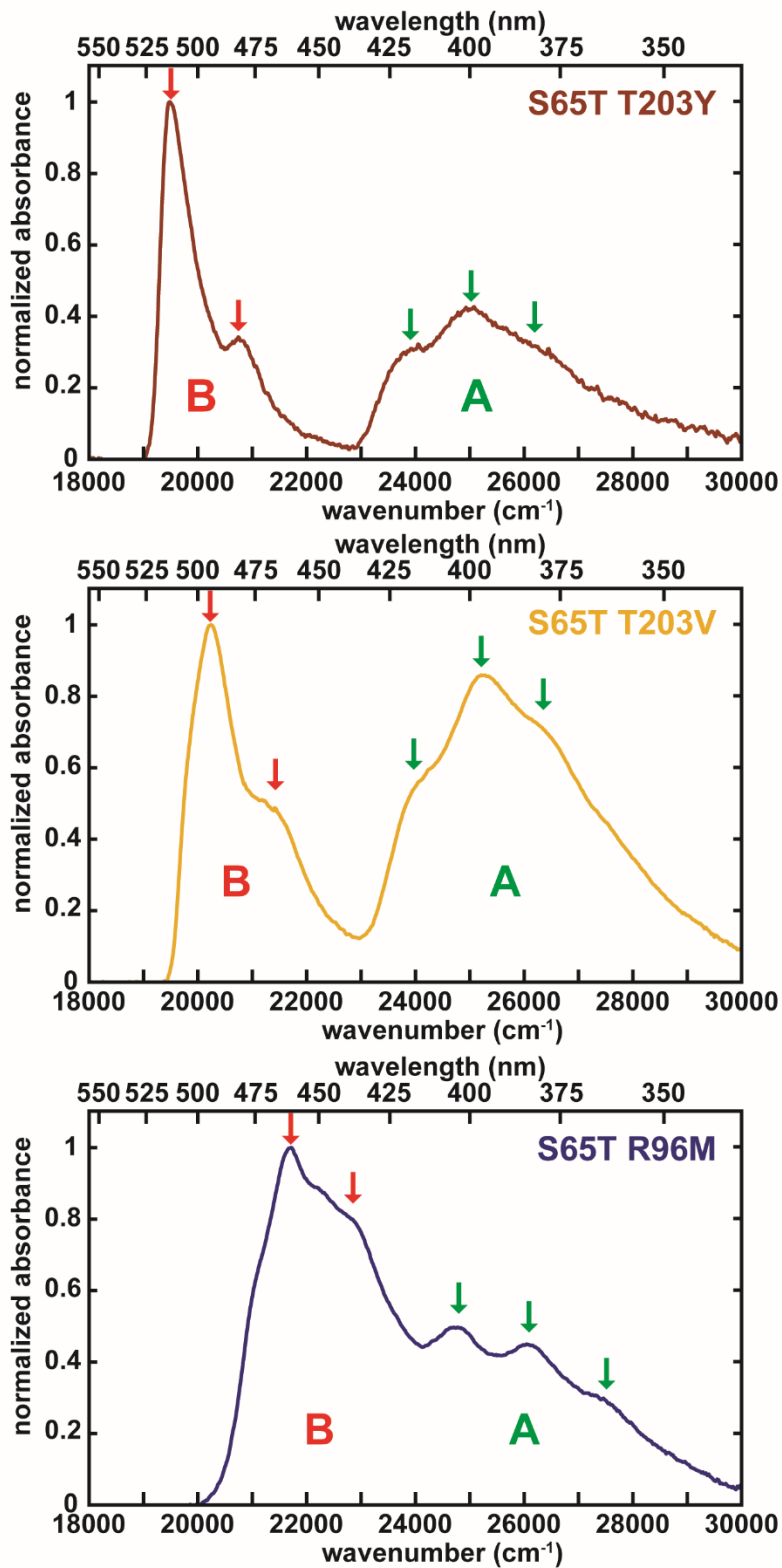 wavelength (nm)
550 525 500 475 450 425 400 375 350
S65T T203Y
normalized absorbance
1
0.8
0.6
0.4
0.2
0
B
A
18000 20000 22000 24000 26000 28000 30000
wavenumber (cm⁻¹)
wavelength (nm)
550 525 500 475 450 425 400 375 350
S65T T203V
normalized absorbance
1
0.8
0.6
0.4
0.2
0
B
A
18000 20000 22000 24000 26000 28000 30000
wavenumber (cm⁻¹)
wavelength (nm)
550 525 500 475 450 425 400 375 350
S65T R96M
normalized absorbance
1
0.8
0.6
0.4
0.2
0
B
A
18000 20000 22000 24000 26000 28000 30000
wavenumber (cm⁻¹)